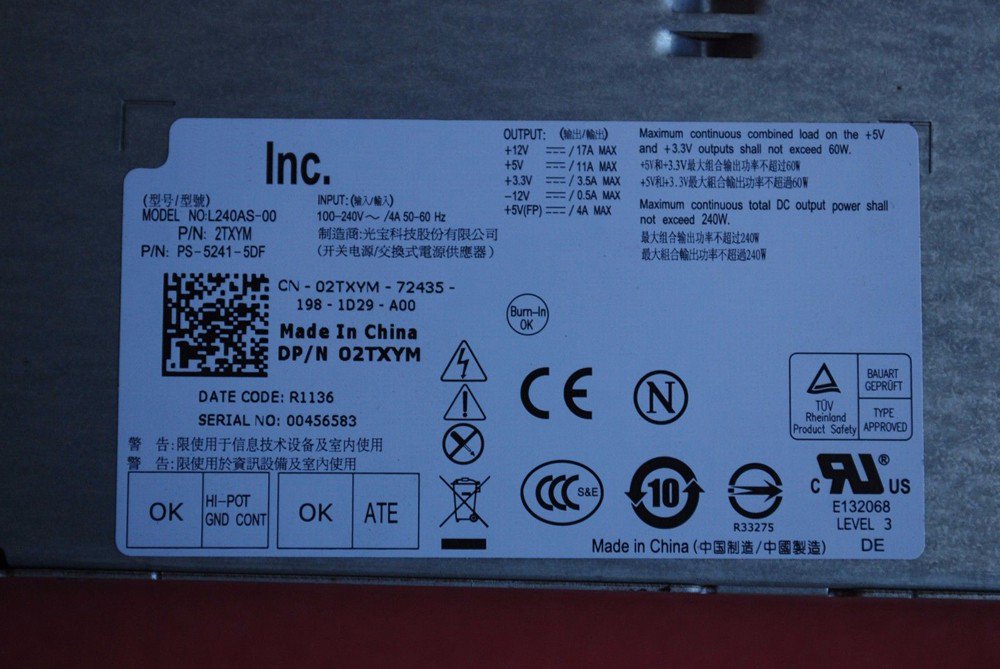 Inc.
(型号/型號)
MODEL NO:L240AS-00
P/N: 2TXYM
P/N: PS-5241-5DF
INPUT:(输入/輸入)
100-240V～ /4A 50-60 Hz
制造商:光宝科技股份有限公司
(开关电源/交換式電源供應器)
OUTPUT: (输出/輸出)
+12V ⎓ /17A MAX
+5V ⎓ /11A MAX
+3.3V ⎓ /3.5A MAX
-12V ⎓ /0.5A MAX
+5V(FP) ⎓ /4A MAX
Maximum continuous combined load on the +5V
and +3.3V outputs shall not exceed 60W.
+5V和+3.3V最大组合输出功率不超过60W
+5V和+3.3V最大組合輸出功率不超過60W
Maximum continuous total DC output power shall
not exceed 240W.
最大组合输出功率不超过240W
最大組合輸出功率不超過240W
CN - 02TXYM - 72435 -
198 - 1D29 - A00
Made In China
DP/N 02TXYM
DATE CODE: R1136
SERIAL NO: 00456583
警 告:限使用于信息技术设备及室内使用
警 告:限使用於資訊設備及室內使用
OK HI-POT
GND CONT
OK ATE
Burn-In
OK
CE
N
TÜV
Rheinland
Product Safety
BAUART
GEPRÜFT
TYPE
APPROVED
CCC S&E
10
R33275
c RU ® US
E132068
LEVEL 3
Made in China (中国制造/中國製造) DE